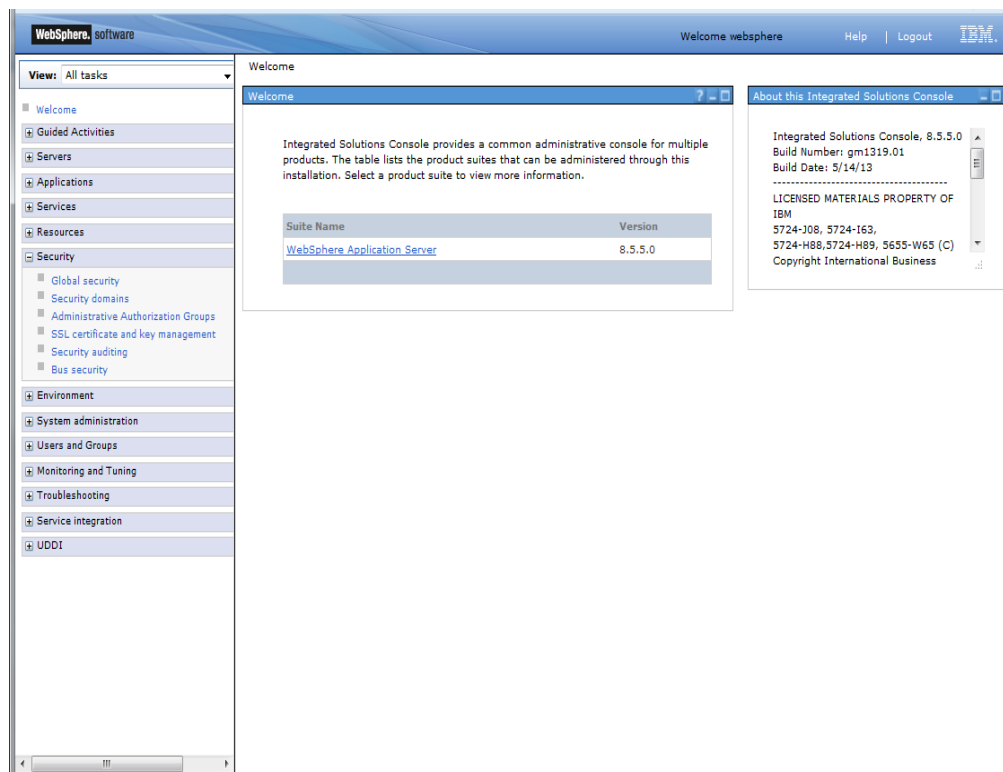 WebSphere. software
Welcome websphere
Help | Logout
IBM.
View: All tasks
Welcome
Guided Activities
Servers
Applications
Services
Resources
Security
Global security
Security domains
Administrative Authorization Groups
SSL certificate and key management
Security auditing
Bus security
Environment
System administration
Users and Groups
Monitoring and Tuning
Troubleshooting
Service integration
UDDI
Welcome
Welcome
?
Integrated Solutions Console provides a common administrative console for multiple
products. The table lists the product suites that can be administered through this
installation. Select a product suite to view more information.
Suite Name Version
WebSphere Application Server 8.5.5.0
About this Integrated Solutions Console
Integrated Solutions Console, 8.5.5.0
Build Number: gm1319.01
Build Date: 5/14/13
----------------------------------------
LICENSED MATERIALS PROPERTY OF
IBM
5724-J08, 5724-I63,
5724-H88,5724-H89, 5655-W65 (C)
Copyright International Business